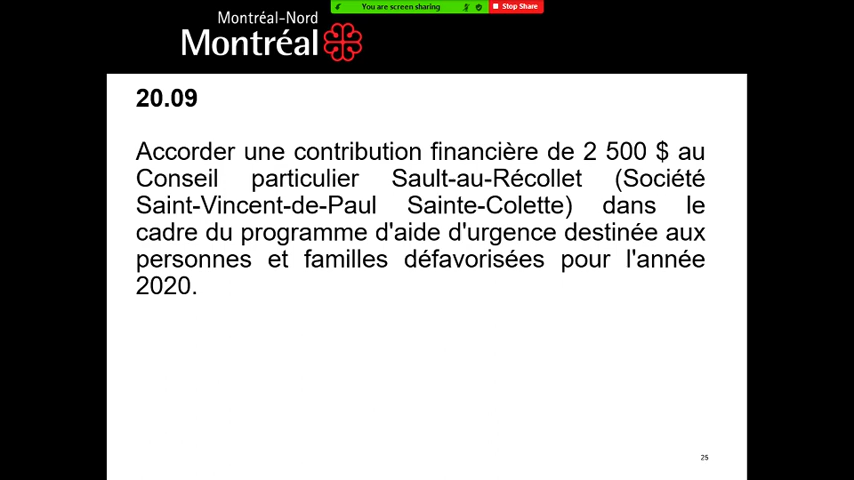 Montréal-Nord
You are screen sharing
Stop Share
Montréal
20.09
Accorder une contribution financière de 2 500 $ au
Conseil particulier Sault-au-Récollet (Société
Saint-Vincent-de-Paul Sainte-Colette) dans le
cadre du programme d'aide d'urgence destinée aux
personnes et familles défavorisées pour l'année
2020.
25